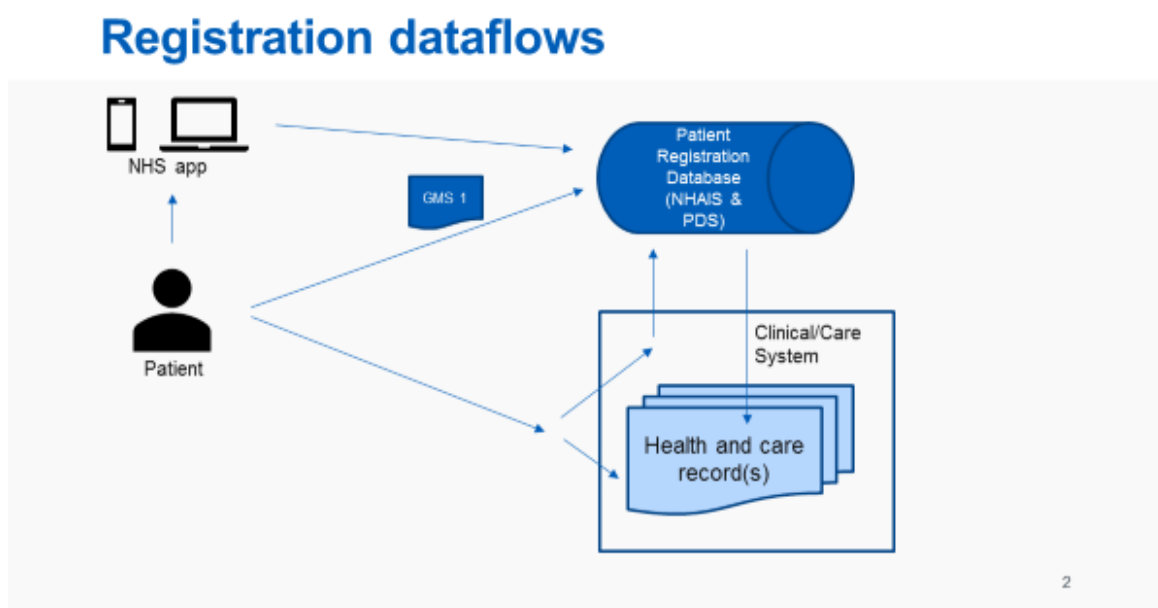 Registration dataflows
NHS app
Patient
Registration
Database
(NHAIS &
PDS)
GMS 1
Patient
Clinical/Care
System
Health and care
record(s)
2